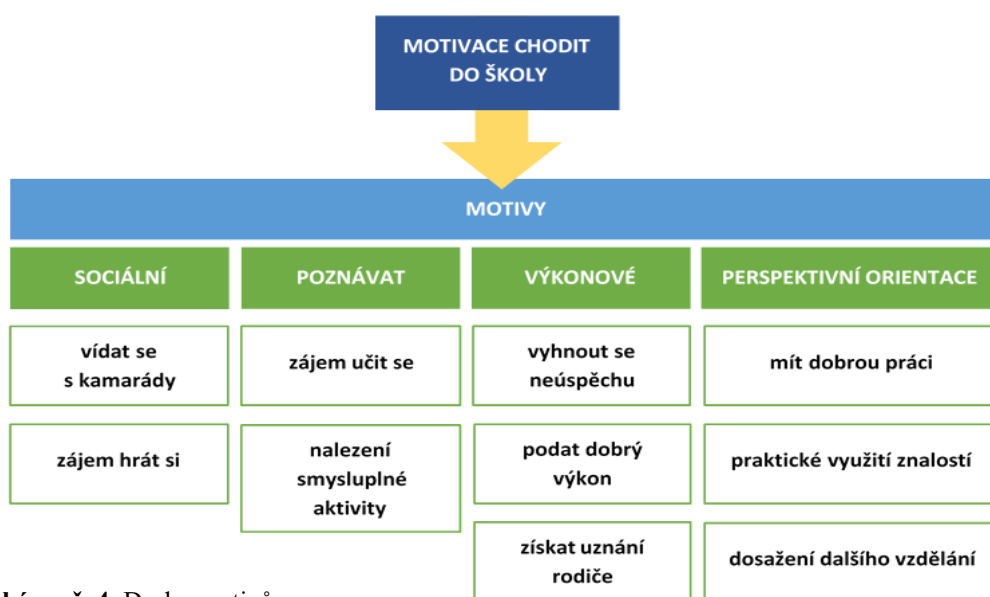 MOTIVACE CHODIT
DO ŠKOLY
MOTIVY
SOCIÁLNÍ
POZNÁVAT
VÝKONOVÉ
PERSPEKTIVNÍ ORIENTACE
vídat se
s kamarády
zájem učit se
vyhnout se
neúspěchu
mít dobrou práci
zájem hrát si
nalezení
smysluplné
aktivity
podat dobrý
výkon
praktické využití znalostí
získat uznání
rodiče
dosažení dalšího vzdělání